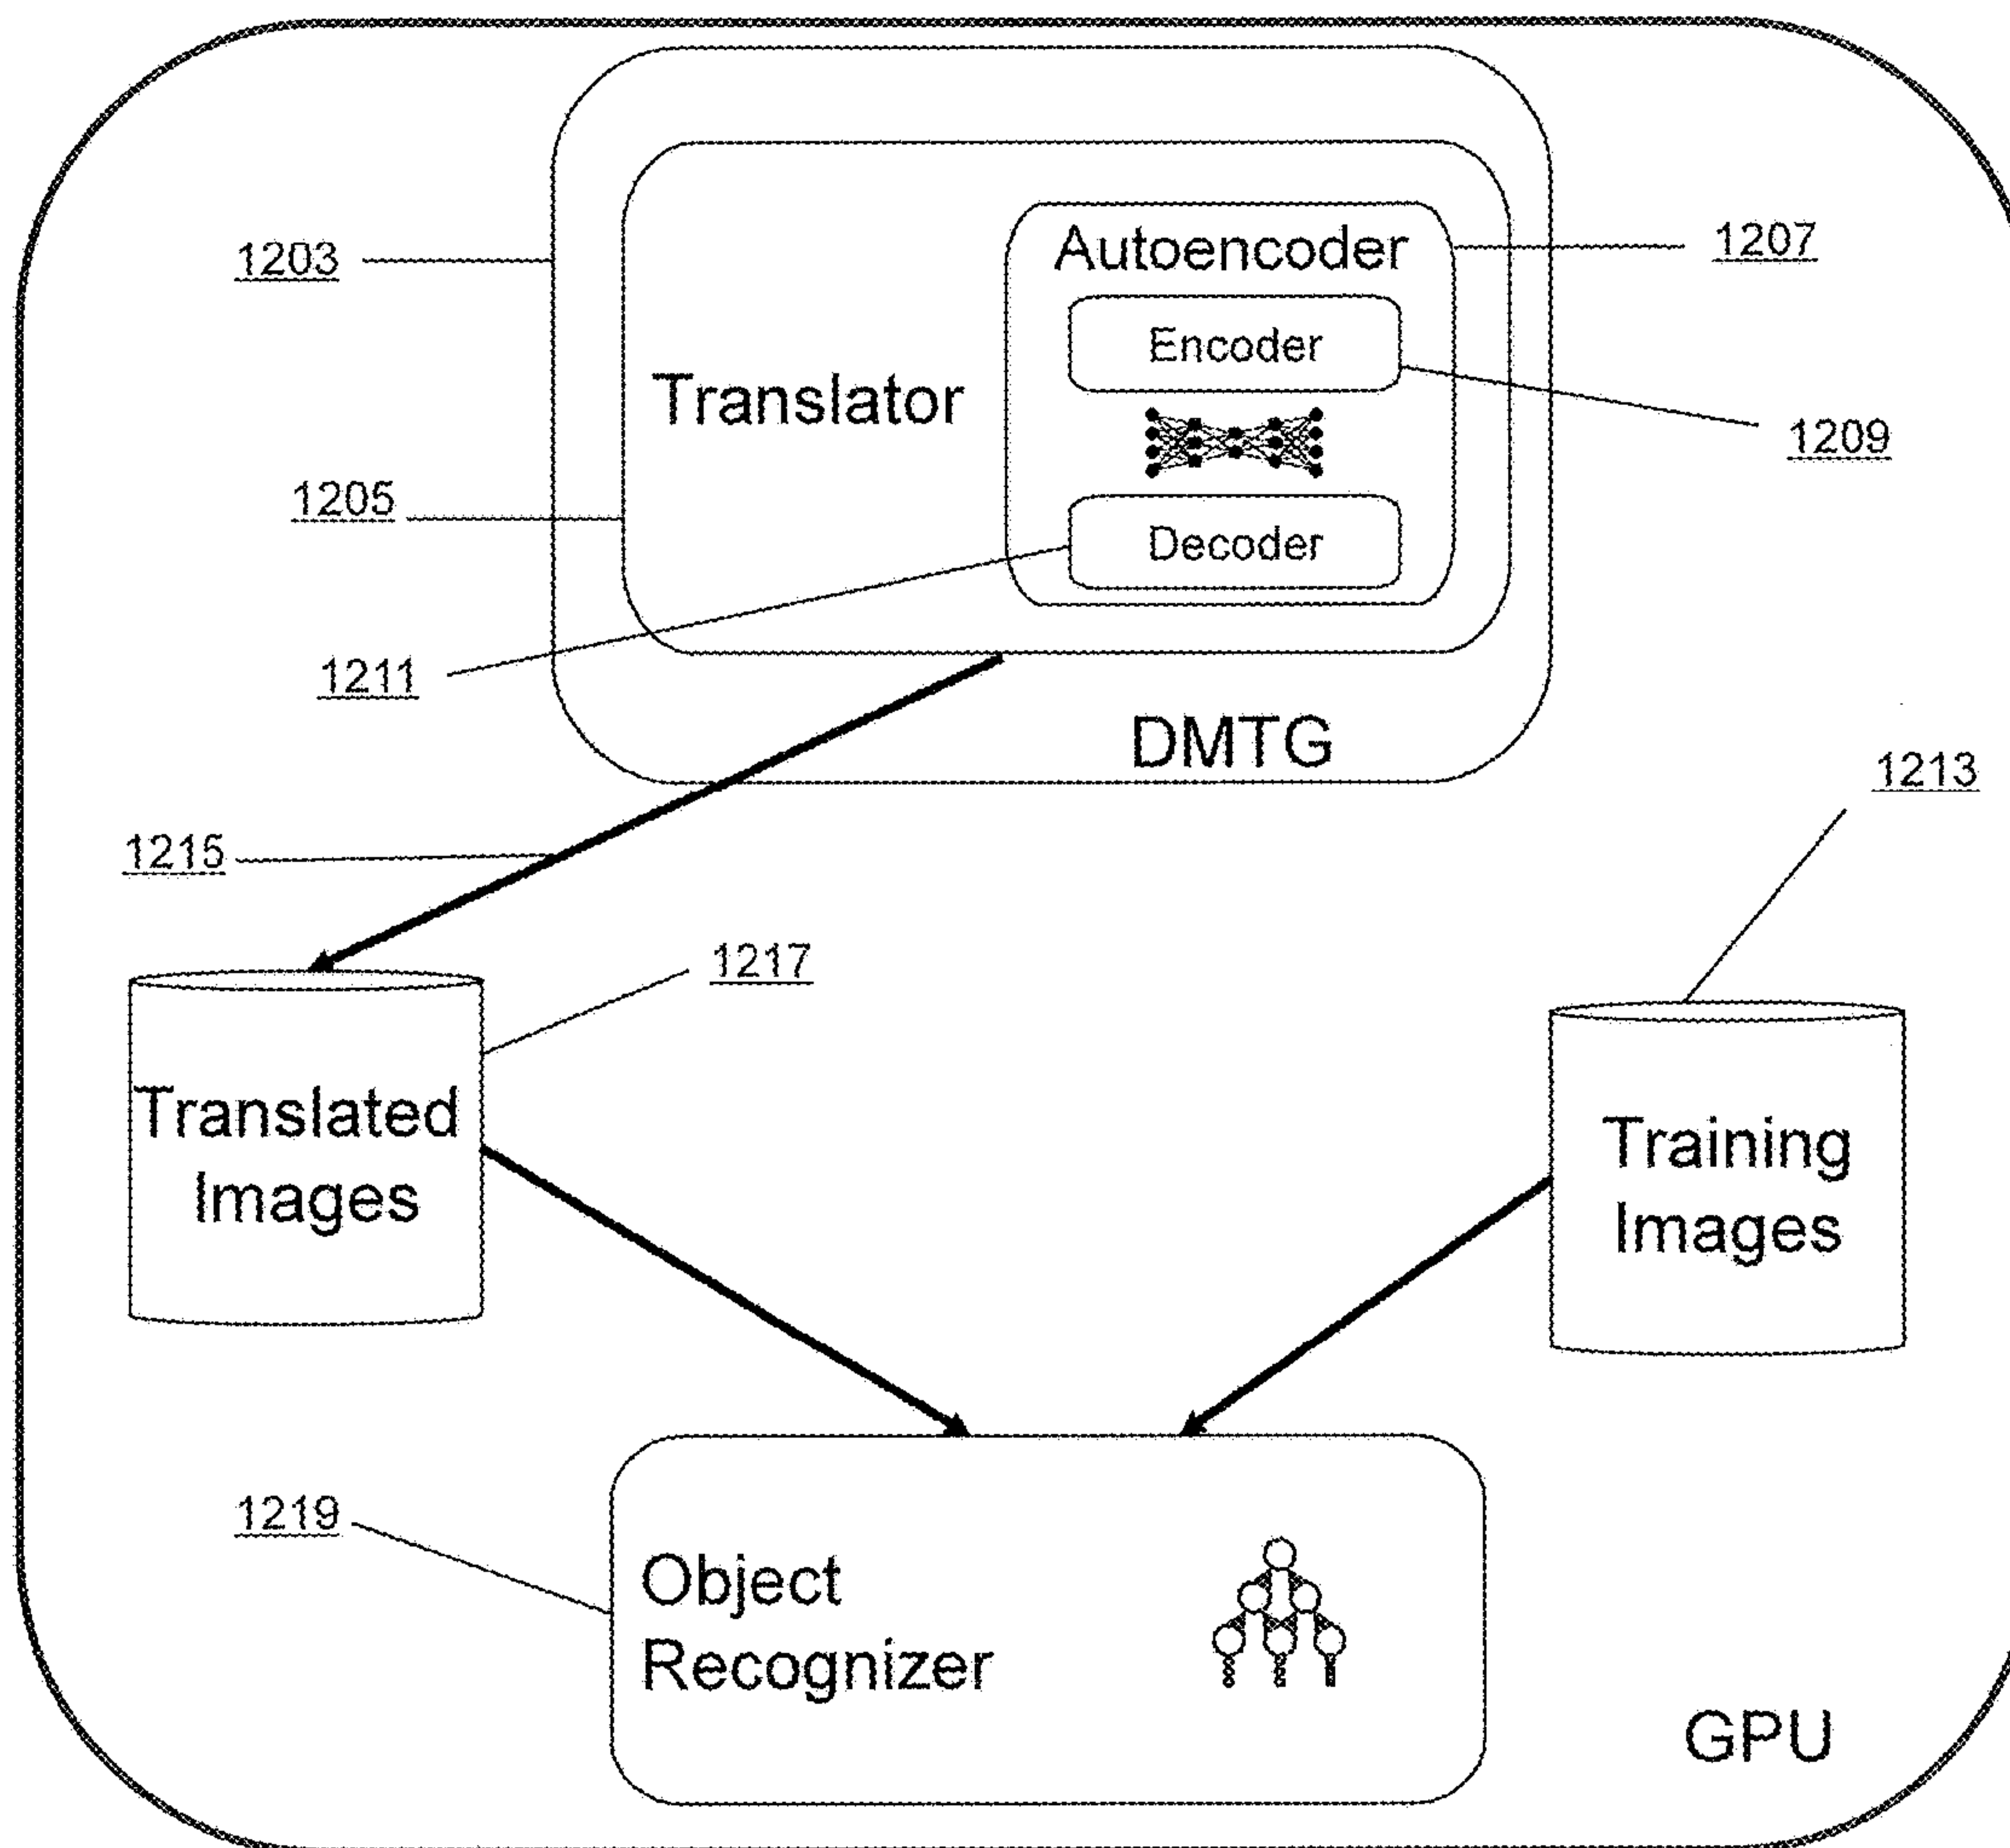 Autoencoder
1207
1203
Encoder
Translator
1209
1205
Decoder
1211
DMTG
1213
1215
1217
Translated
Images
Training
Images
1219
Object
Recognizer
GPU